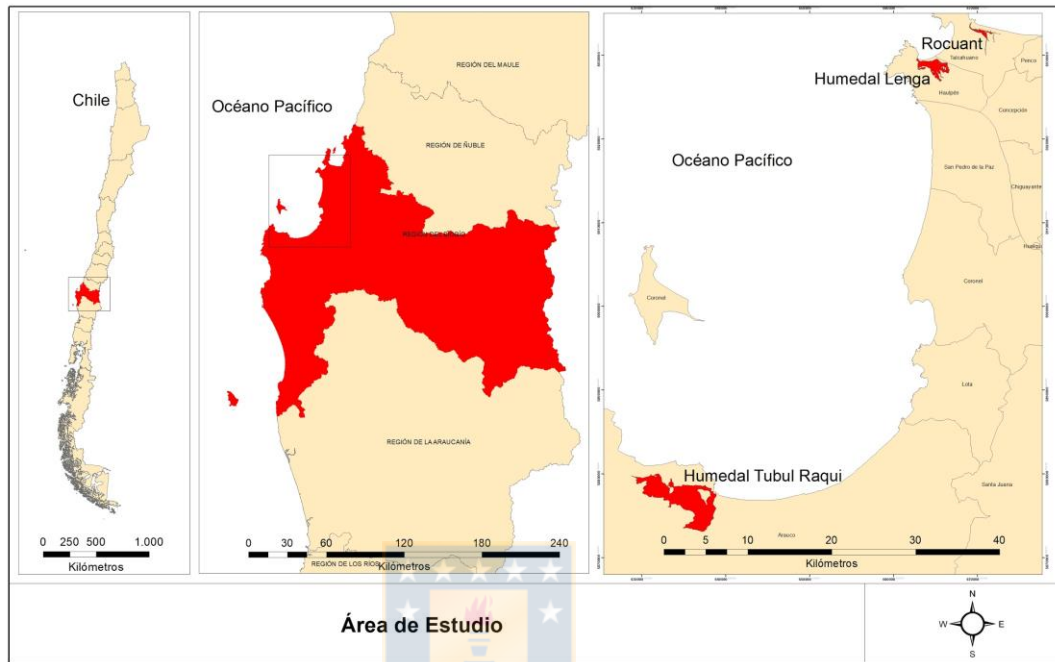 Chile
0 250 500 1.000
Kilómetros
Océano Pacífico
REGIÓN DEL MAULE
REGIÓN DE ÑUBLE
REGIÓN DE LA ARAUCANÍA
REGIÓN DE LOS RÍOS
0 30 60 120 180 240
Kilómetros
Rocuant
Talcahuano
Penco
Humedal Lenga
Hualpén
Concepción
Océano Pacífico
San Pedro de la Paz
Chiguayante
Coronel
Coronel
Lota
Humedal Tubul Raqui
Santa Juana
Arauco
0 2,5 5 10 20 30 40
Kilómetros
Área de Estudio
N
W E
S